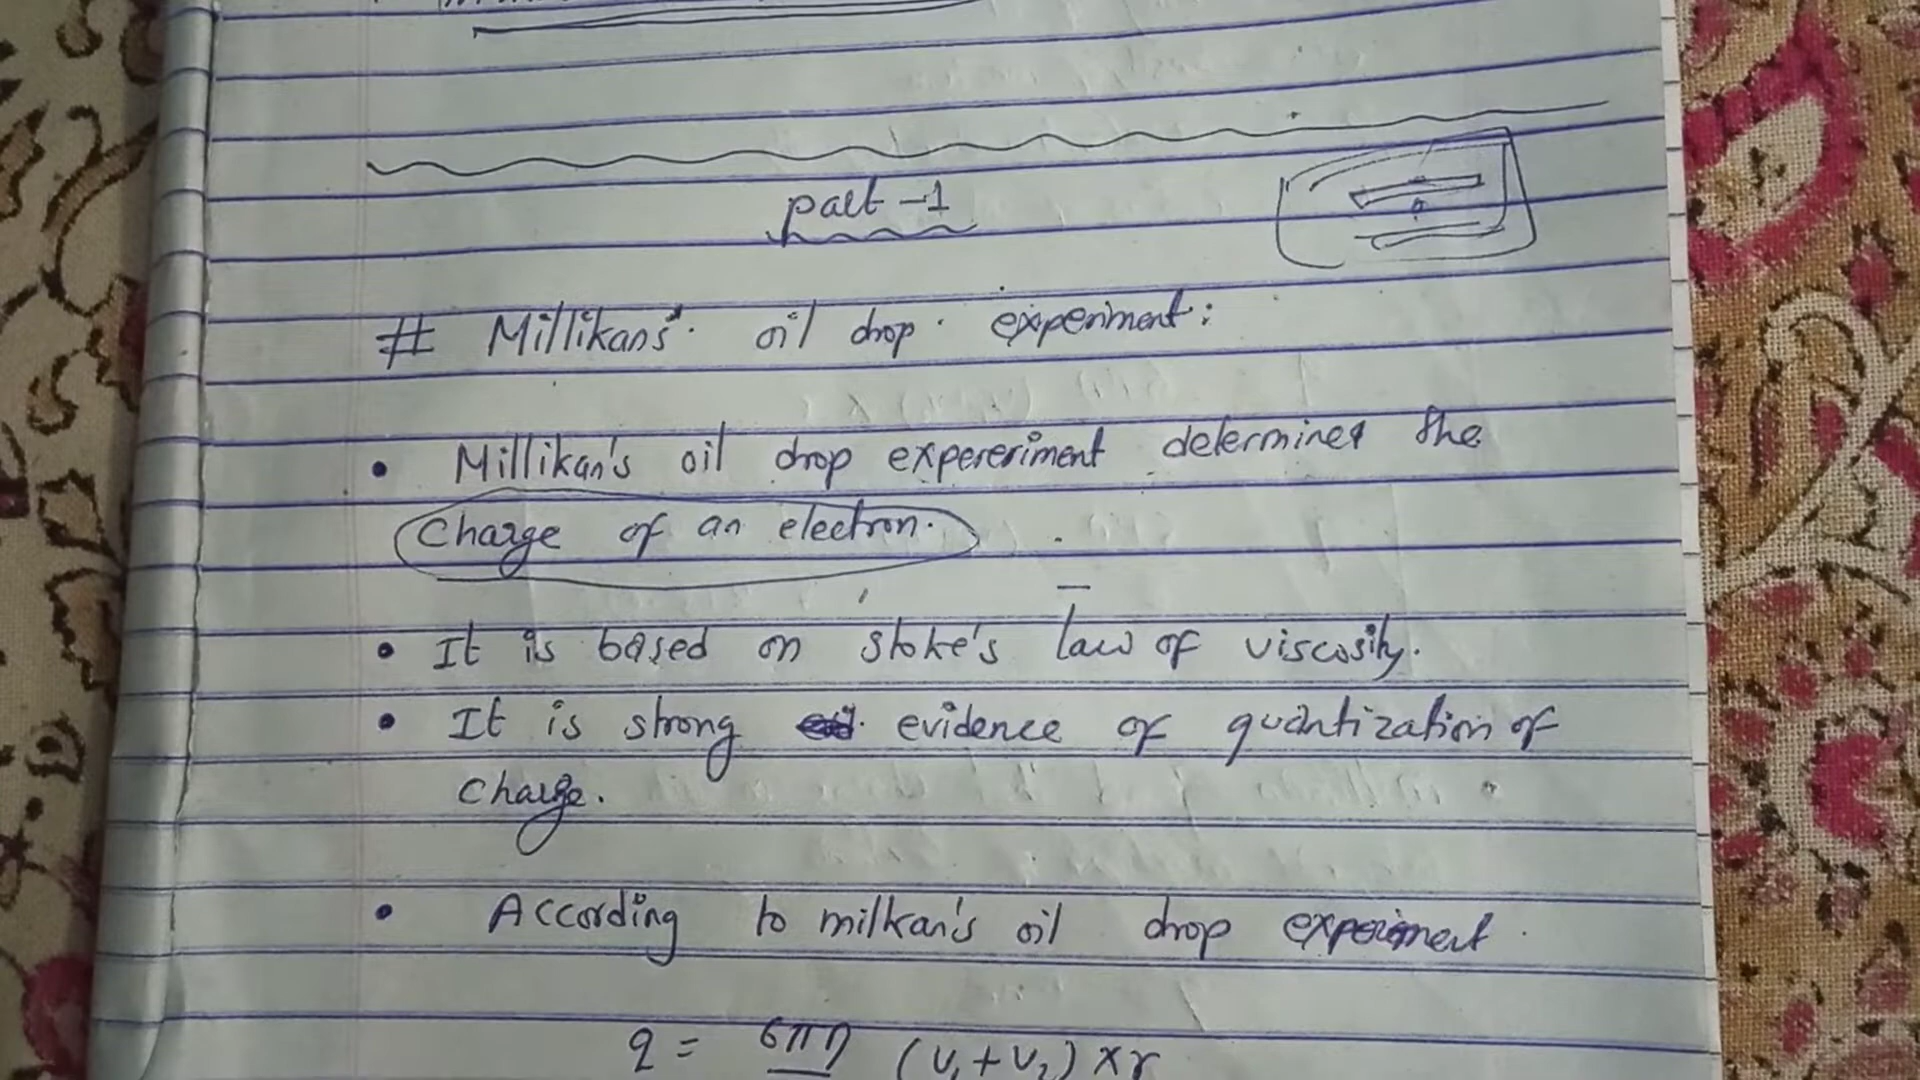 part -1
# Millikan's oil drop experiment:
• Millikan's oil drop expereriment determines the
Charge of an electron.
• It is based on stoke's law of viscosity.
• It is strong evidence of quantization of
charge.
• According to milkan's oil drop experiment
q = 6πη (v₁ + v₂) × r